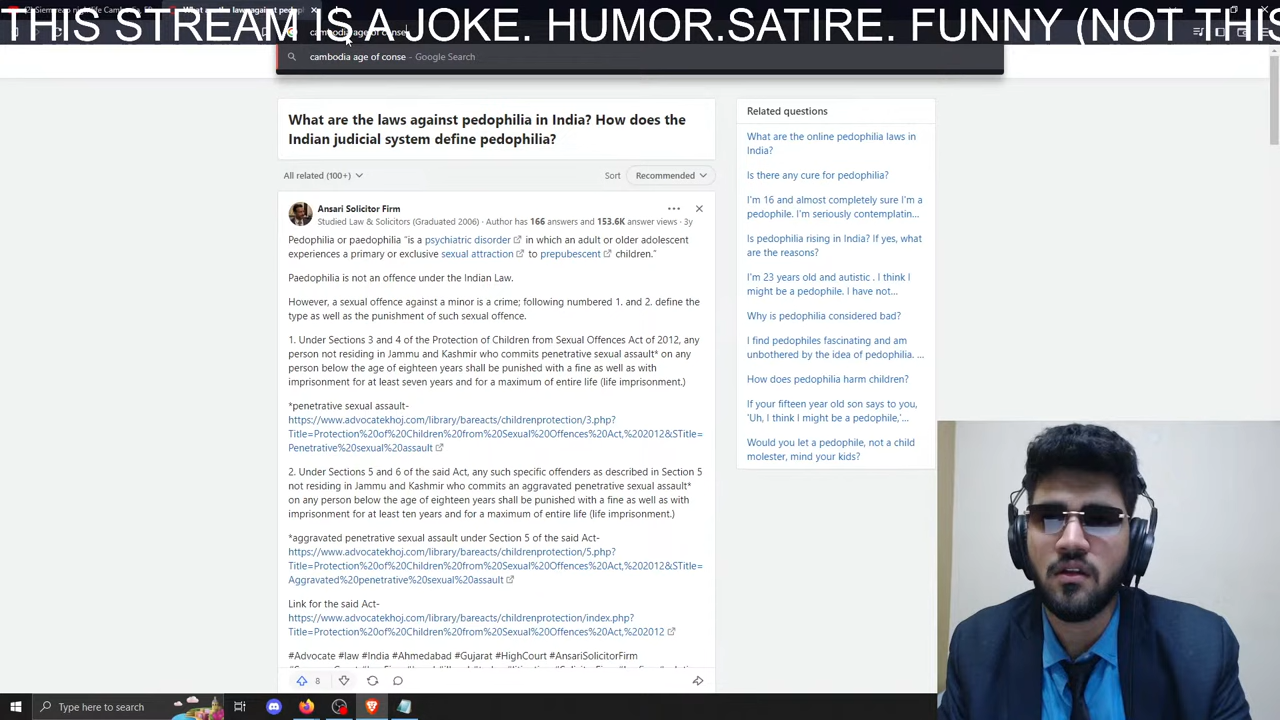 THIS STREAM IS A JOKE. HUMOR.SATIRE. FUNNY (NOT THIS
cambodia age of conse
cambodia age of conse - Google Search
What are the laws against pedophilia in India? How does the
Indian judicial system define pedophilia?
All related (100+)
Sort
Recommended
Ansari Solicitor Firm
Studied Law & Solicitors (Graduated 2006) · Author has 166 answers and 153.6K answer views · 3y
Pedophilia or paedophilia "is a psychiatric disorder in which an adult or older adolescent
experiences a primary or exclusive sexual attraction to prepubescent children."
Paedophilia is not an offence under the Indian Law.
However, a sexual offence against a minor is a crime; following numbered 1. and 2. define the
type as well as the punishment of such sexual offence.
1. Under Sections 3 and 4 of the Protection of Children from Sexual Offences Act of 2012, any
person not residing in Jammu and Kashmir who commits penetrative sexual assault* on any
person below the age of eighteen years shall be punished with a fine as well as with
imprisonment for at least seven years and for a maximum of entire life (life imprisonment.)
*penetrative sexual assault-
https://www.advocatekhoj.com/library/bareacts/childrenprotection/3.php?
Title=Protection%20of%20Children%20from%20Sexual%20Offences%20Act,%202012&STitle=
Penetrative%20sexual%20assault
2. Under Sections 5 and 6 of the said Act, any such specific offenders as described in Section 5
not residing in Jammu and Kashmir who commits an aggravated penetrative sexual assault*
on any person below the age of eighteen years shall be punished with a fine as well as with
imprisonment for at least ten years and for a maximum of entire life (life imprisonment.)
*aggravated penetrative sexual assault under Section 5 of the said Act-
https://www.advocatekhoj.com/library/bareacts/childrenprotection/5.php?
Title=Protection%20of%20Children%20from%20Sexual%20Offences%20Act,%202012&STitle=
Aggravated%20penetrative%20sexual%20assault
Link for the said Act-
https://www.advocatekhoj.com/library/bareacts/childrenprotection/index.php?
Title=Protection%20of%20Children%20from%20Sexual%20Offences%20Act,%202012
#Advocate #law #India #Ahmedabad #Gujarat #HighCourt #AnsariSolicitorFirm
8
Related questions
What are the online pedophilia laws in
India?
Is there any cure for pedophilia?
I'm 16 and almost completely sure I'm a
pedophile. I'm seriously contemplatin...
Is pedophilia rising in India? If yes, what
are the reasons?
I'm 23 years old and autistic . I think I
might be a pedophile. I have not...
Why is pedophilia considered bad?
I find pedophiles fascinating and am
unbothered by the idea of pedophilia. ...
How does pedophilia harm children?
If your fifteen year old son says to you,
'Uh, I think I might be a pedophile,'...
Would you let a pedophile, not a child
molester, mind your kids?
Type here to search